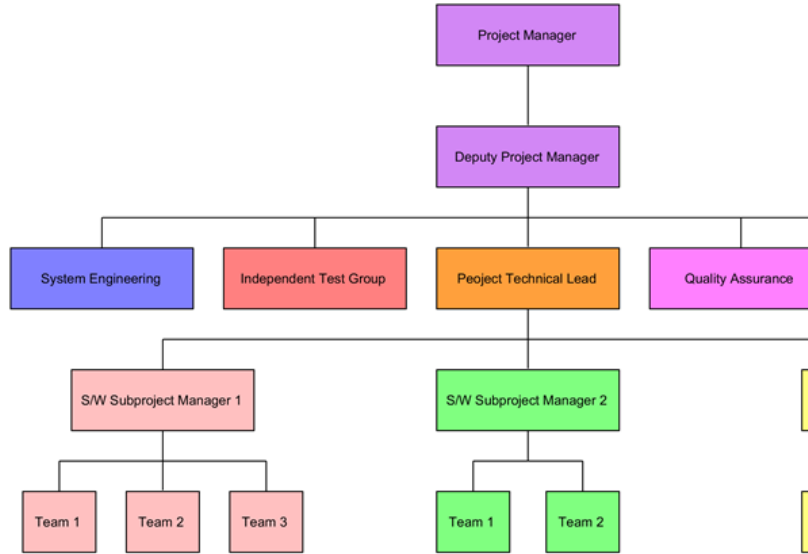 Project Manager
Deputy Project Manager
System Engineering
Independent Test Group
Peoject Technical Lead
Quality Assurance
S/W Subproject Manager 1
S/W Subproject Manager 2
Team 1
Team 2
Team 3
Team 1
Team 2